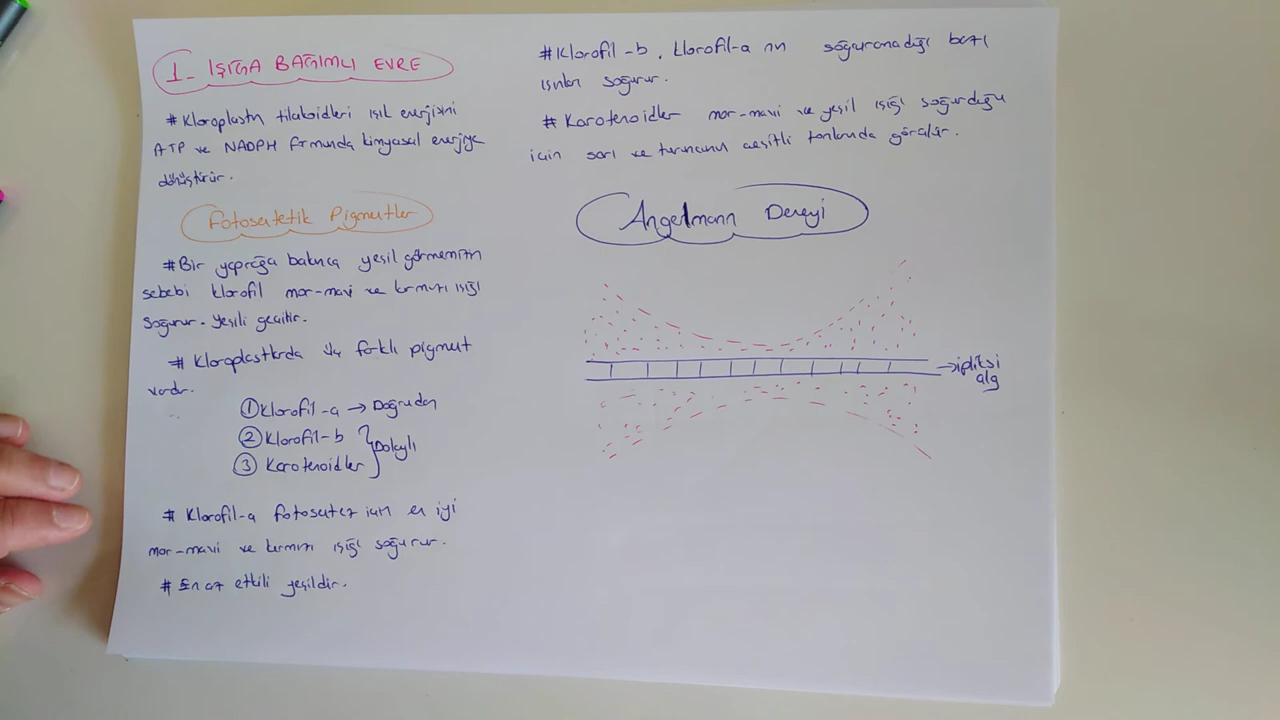 1- IŞIĞA BAĞIMLI EVRE
# Kloroplastın tilakoidleri ışık enerjisini
ATP ve NADPH formunda kimyasal enerjiye
dönüştürür.
Fotosentetik Pigmentler
# Bir yaprağa bakınca yeşil görmemizin
sebebi klorofil mor-mavi ve kırmızı ışığı
soğurur. Yeşili geçirir.
# Kloroplastlarda üç farklı pigment
vardır.
① Klorofil-a → Doğrudan
② Klorofil-b
③ Karotenoidler
Dolaylı
# Klorofil-a fotosentez için en iyi
mor-mavi ve kırmızı ışığı soğurur.
# En az etkili yeşildir.
# Klorofil-b, klorofil-a nın soğuramadığı bazı
ışınları soğurur.
# Karotenoidler mor-mavi ve yeşil ışığı soğurduğu
için sarı ve turuncunun çeşitli tonlarında görülür.
Angelmann Deneyi
→ ipliksi
alg